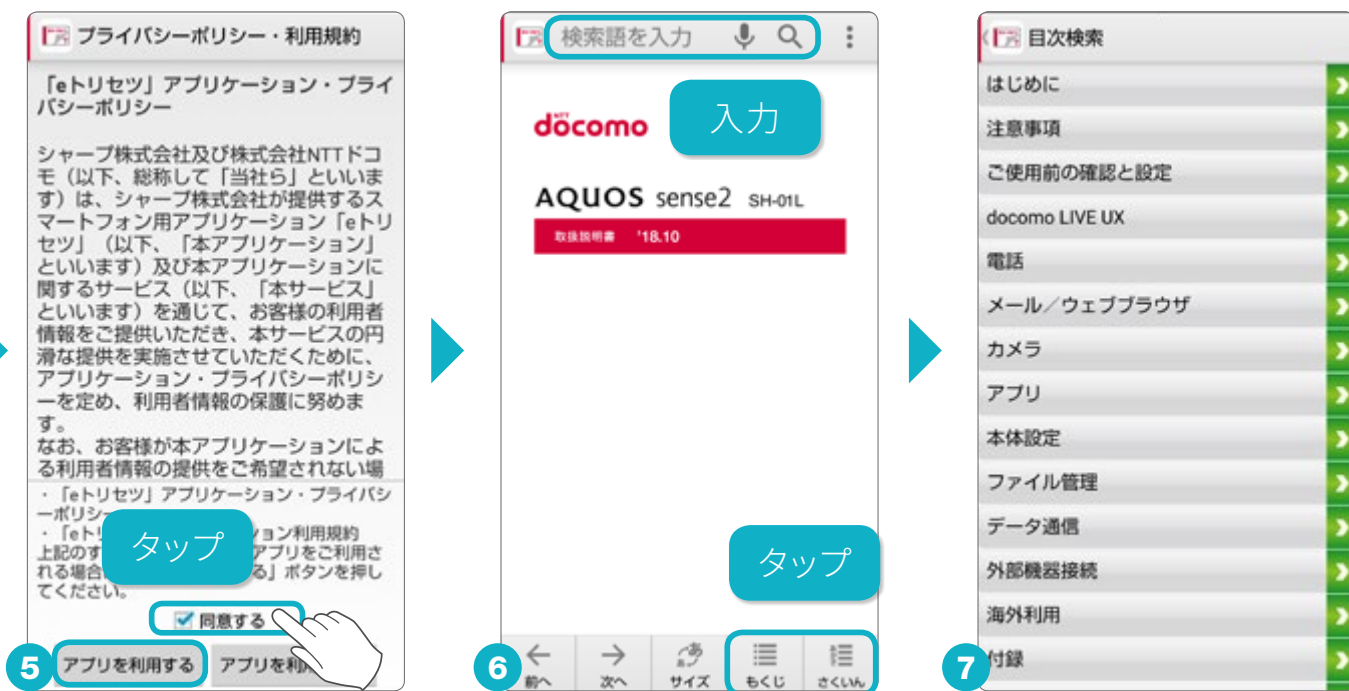 プライバシーポリシー・利用規約
「eトリセツ」アプリケーション・プライ
バシーポリシー
シャープ株式会社及び株式会社NTTドコ
モ（以下、総称して「当社ら」といいま
す）は、シャープ株式会社が提供するス
マートフォン用アプリケーション「eトリ
セツ」（以下、「本アプリケーション」
といいます）及び本アプリケーションに
関するサービス（以下、「本サービス」
といいます）を通じて、お客様の利用者
情報をご提供いただき、本サービスの円
滑な提供を実施させていただくために、
アプリケーション・プライバシーポリシ
ーを定め、利用者情報の保護に努めま
す。
なお、お客様が本アプリケーションによ
る利用者情報の提供をご希望されない場
・「eトリセツ」アプリケーション・プライバシ
ーポリシー
・「eトリ
ション利用規約
上記のす
アプリをご利用さ
れる場合
る」ボタンを押し
てください。
タップ
同意する
5
アプリを利用する
アプリを利
検索語を入力
入力
NTT
döcomo
AQUOS sense2 SH-01L
取扱説明書 '18.10
タップ
6
前へ
次へ
サイズ
もくじ
さくいん
目次検索
はじめに
注意事項
ご使用前の確認と設定
docomo LIVE UX
電話
メール／ウェブブラウザ
カメラ
アプリ
本体設定
ファイル管理
データ通信
外部機器接続
海外利用
7
付録